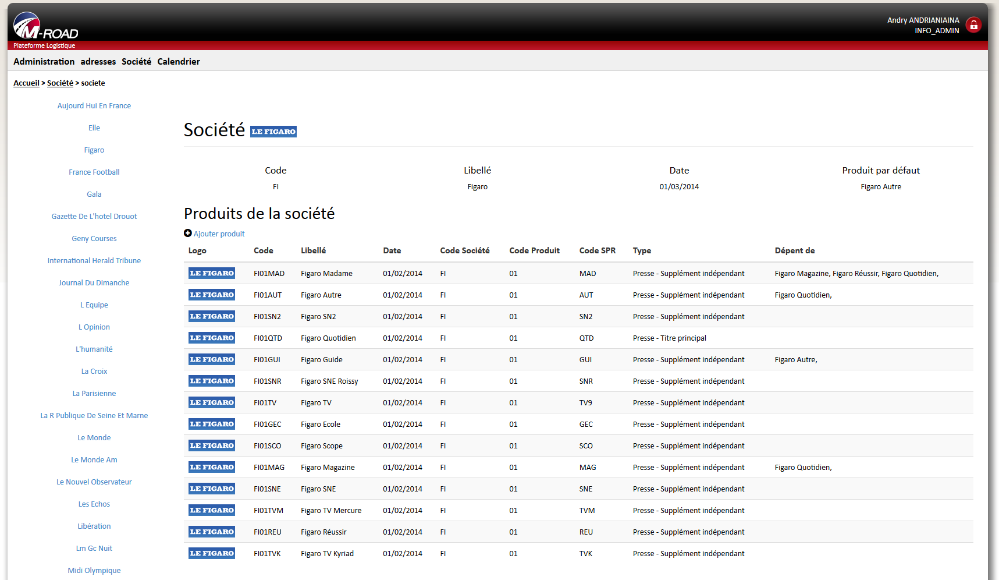 M-ROAD
Plateforme Logistique
Andry ANDRIANIAINA
INFO_ADMIN
Administration adresses Société Calendrier
Accueil > Société > societe
Aujourd Hui En France
Elle
Figaro
France Football
Gala
Gazette De L'hotel Drouot
Geny Courses
International Herald Tribune
Journal Du Dimanche
L Equipe
L Opinion
L'humanité
La Croix
La Parisienne
La R Publique De Seine Et Marne
Le Monde
Le Monde Am
Le Nouvel Observateur
Les Echos
Libération
Lm Gc Nuit
Midi Olympique
Société LE FIGARO
Code Libellé Date Produit par défaut
FI Figaro 01/03/2014 Figaro Autre
Produits de la société
Ajouter produit
Logo Code Libellé Date Code Société Code Produit Code SPR Type Dépent de
LE FIGARO FI01MAD Figaro Madame 01/02/2014 FI 01 MAD Presse - Supplément indépendant Figaro Magazine, Figaro Réussir, Figaro Quotidien,
LE FIGARO FI01AUT Figaro Autre 01/02/2014 FI 01 AUT Presse - Supplément indépendant Figaro Quotidien,
LE FIGARO FI01SN2 Figaro SN2 01/02/2014 FI 01 SN2 Presse - Supplément indépendant
LE FIGARO FI01QTD Figaro Quotidien 01/02/2014 FI 01 QTD Presse - Titre principal
LE FIGARO FI01GUI Figaro Guide 01/02/2014 FI 01 GUI Presse - Supplément indépendant Figaro Autre,
LE FIGARO FI01SNR Figaro SNE Roissy 01/02/2014 FI 01 SNR Presse - Supplément indépendant
LE FIGARO FI01TV Figaro TV 01/02/2014 FI 01 TV9 Presse - Supplément indépendant
LE FIGARO FI01GEC Figaro Ecole 01/02/2014 FI 01 GEC Presse - Supplément indépendant
LE FIGARO FI01SCO Figaro Scope 01/02/2014 FI 01 SCO Presse - Supplément indépendant
LE FIGARO FI01MAG Figaro Magazine 01/02/2014 FI 01 MAG Presse - Supplément indépendant Figaro Quotidien,
LE FIGARO FI01SNE Figaro SNE 01/02/2014 FI 01 SNE Presse - Supplément indépendant
LE FIGARO FI01TVM Figaro TV Mercure 01/02/2014 FI 01 TVM Presse - Supplément indépendant
LE FIGARO FI01REU Figaro Réussir 01/02/2014 FI 01 REU Presse - Supplément indépendant
LE FIGARO FI01TVK Figaro TV Kyriad 01/02/2014 FI 01 TVK Presse - Supplément indépendant